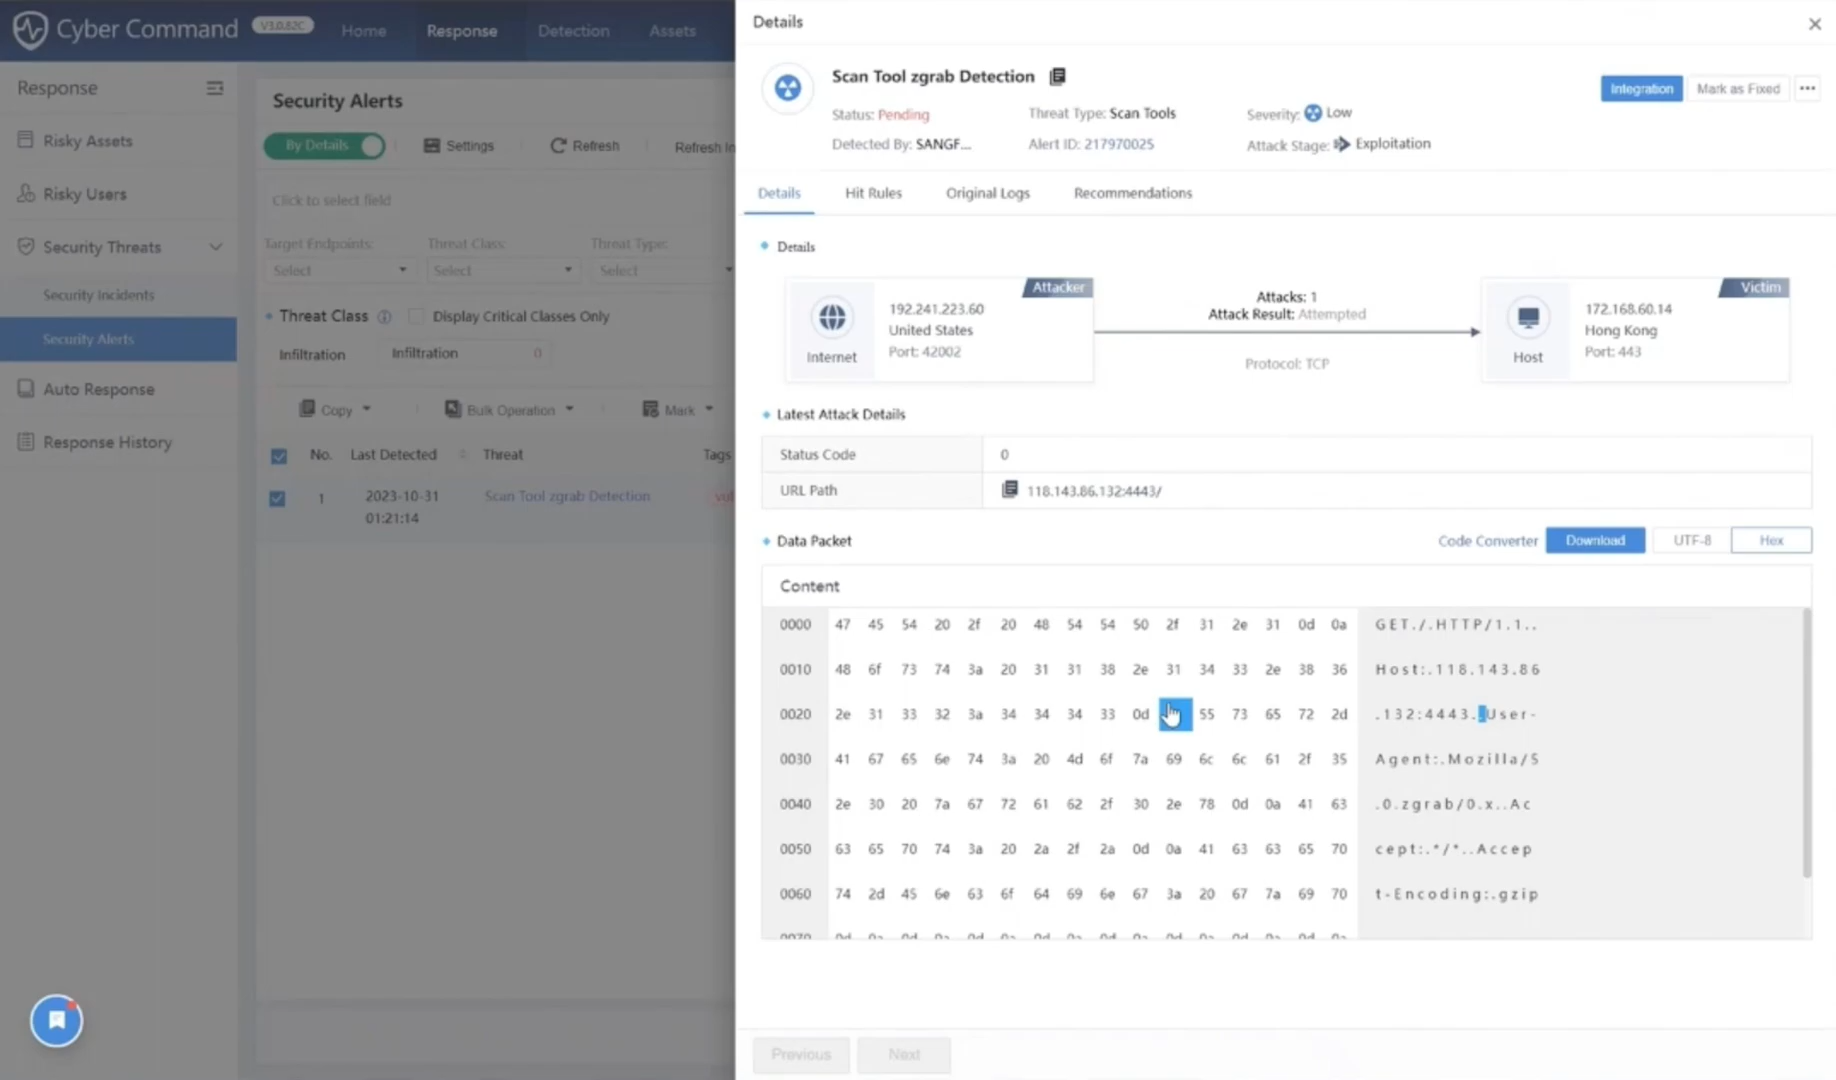 Cyber Command V3.0.82C Home Response Detection Assets
Response
Risky Assets
Risky Users
Security Threats
Security Incidents
Security Alerts
Auto Response
Response History
Security Alerts
By Details Settings Refresh Refresh In
Click to select field
Target Endpoints: Threat Class: Threat Type:
Select Select Select
Threat Class Display Critical Classes Only
Infiltration Infiltration 0
Copy Bulk Operation Mark
No. Last Detected Threat Tags
1 2023-10-31 Scan Tool zgrab Detection vul
01:21:14
Details
Scan Tool zgrab Detection
Integration Mark as Fixed
Status: Pending Threat Type: Scan Tools Severity: Low
Detected By: SANGF... Alert ID: 217970025 Attack Stage: Exploitation
Details Hit Rules Original Logs Recommendations
Details
Attacker
Internet
192.241.223.60
United States
Port: 42002
Attacks: 1
Attack Result: Attempted
Protocol: TCP
Victim
Host
172.168.60.14
Hong Kong
Port: 443
Latest Attack Details
Status Code 0
URL Path 118.143.86.132:4443/
Data Packet Code Converter Download UTF-8 Hex
Content
0000 47 45 54 20 2f 20 48 54 54 50 2f 31 2e 31 0d 0a GET./.HTTP/1.1..
0010 48 6f 73 74 3a 20 31 31 38 2e 31 34 33 2e 38 36 Host:.118.143.86
0020 2e 31 33 32 3a 34 34 34 33 0d 55 73 65 72 2d .132:4443..User-
0030 41 67 65 6e 74 3a 20 4d 6f 7a 69 6c 6c 61 2f 35 Agent:.Mozilla/5
0040 2e 30 20 7a 67 72 61 62 2f 30 2e 78 0d 0a 41 63 .0.zgrab/0.x..Ac
0050 63 65 70 74 3a 20 2a 2f 2a 0d 0a 41 63 63 65 70 cept:.*/*..Accep
0060 74 2d 45 6e 63 6f 64 69 6e 67 3a 20 67 7a 69 70 t-Encoding:.gzip
Previous Next